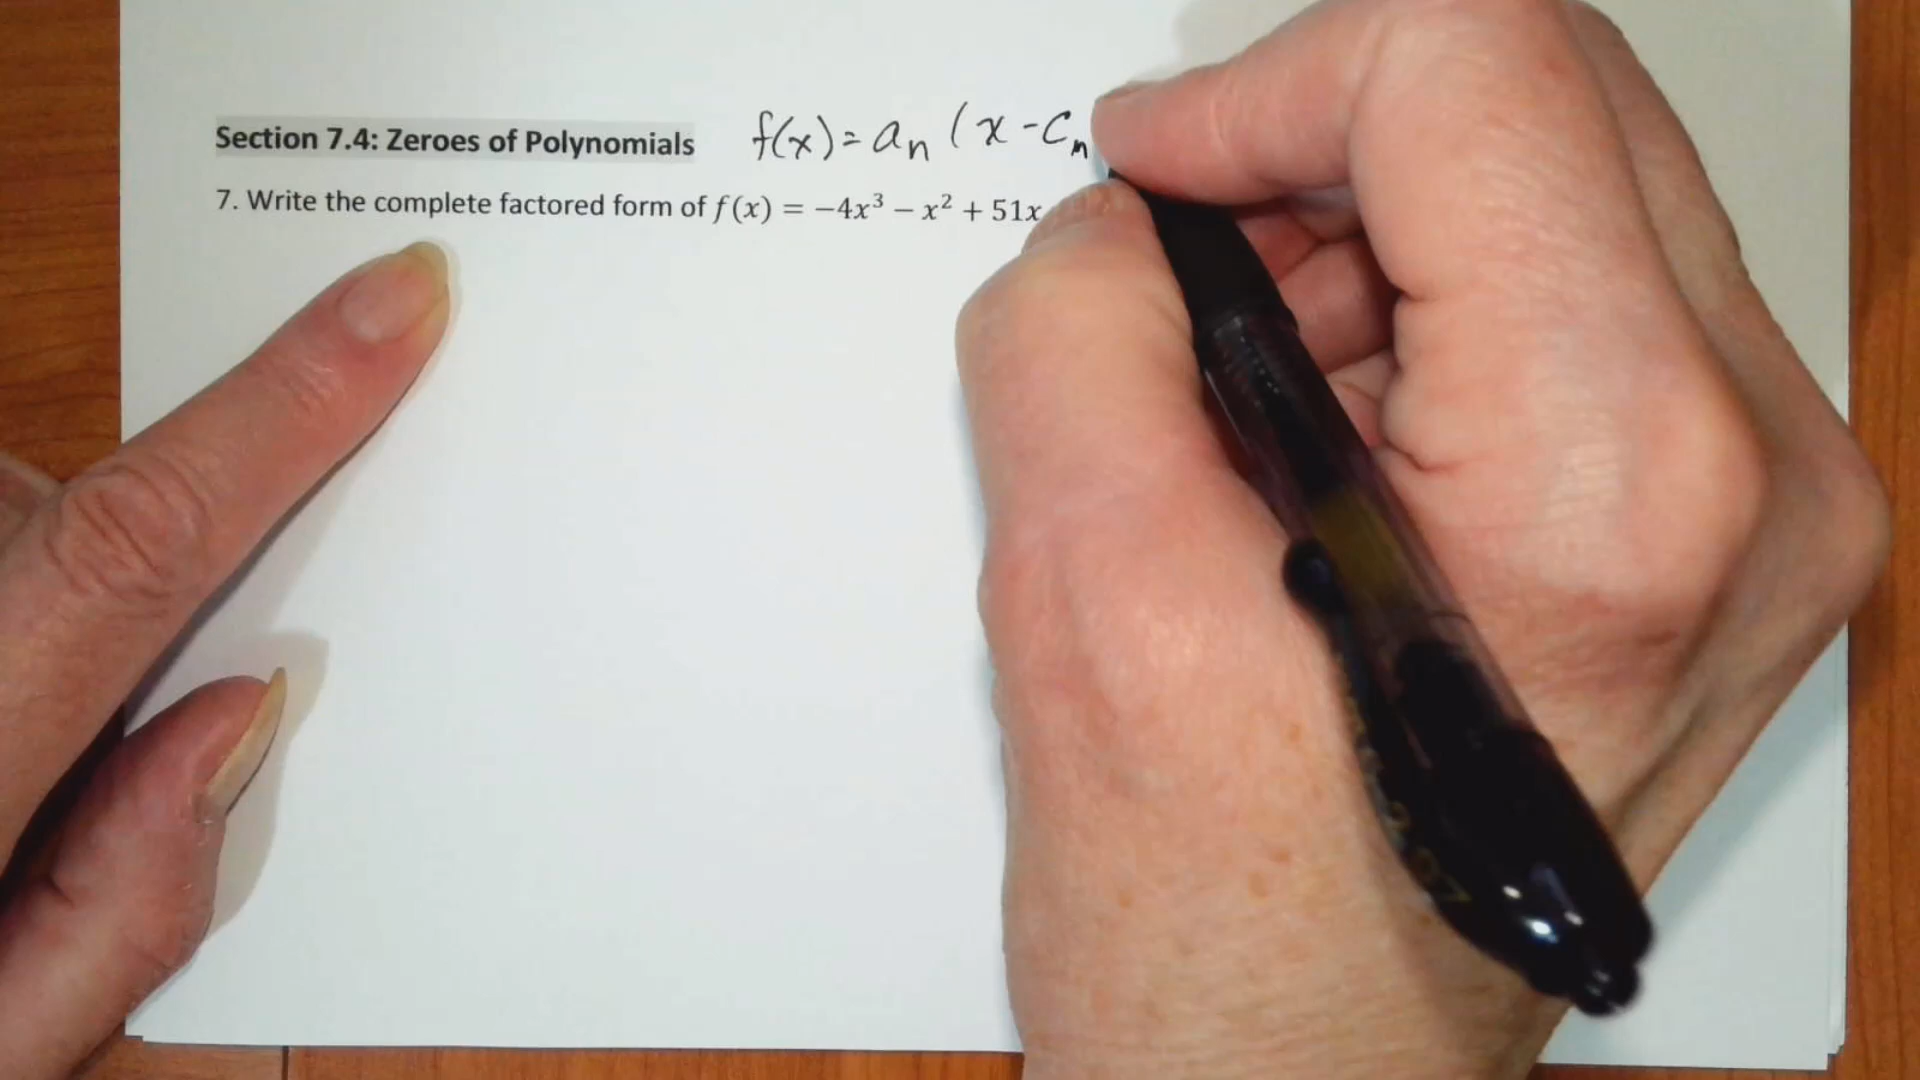 Section 7.4: Zeroes of Polynomials f(x) = aₙ (x - cₙ
7. Write the complete factored form of f(x) = −4x³ − x² + 51x